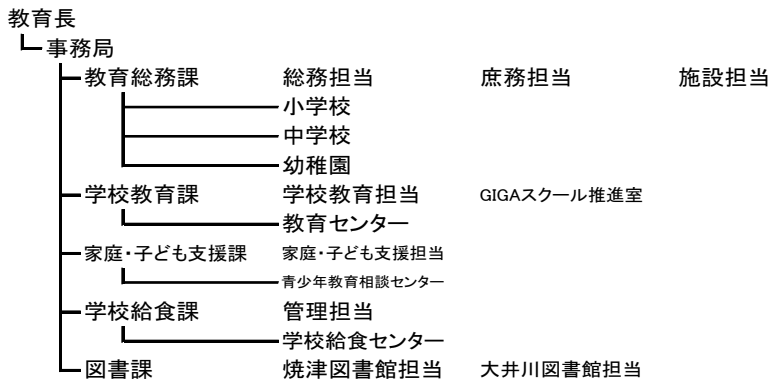 教育長
事務局
教育総務課 総務担当 庶務担当 施設担当
小学校
中学校
幼稚園
学校教育課 学校教育担当 GIGAスクール推進室
教育センター
家庭・子ども支援課 家庭・子ども支援担当
青少年教育相談センター
学校給食課 管理担当
学校給食センター
図書課 焼津図書館担当 大井川図書館担当